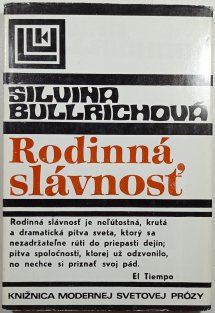 SILVINA
BULLRICHOVÁ
Rodinná
slávnosť
Rodinná slávnosť je neľútostná, krutá
a dramatická pitva sveta, ktorý sa
nezadržateľne rúti do priepasti dejín;
pitva spoločnosti, ktorej už odzvonilo,
no nechce si priznať svoj pád.
El Tiempo
KNIŽNICA MODERNEJ SVETOVEJ PRÓZY